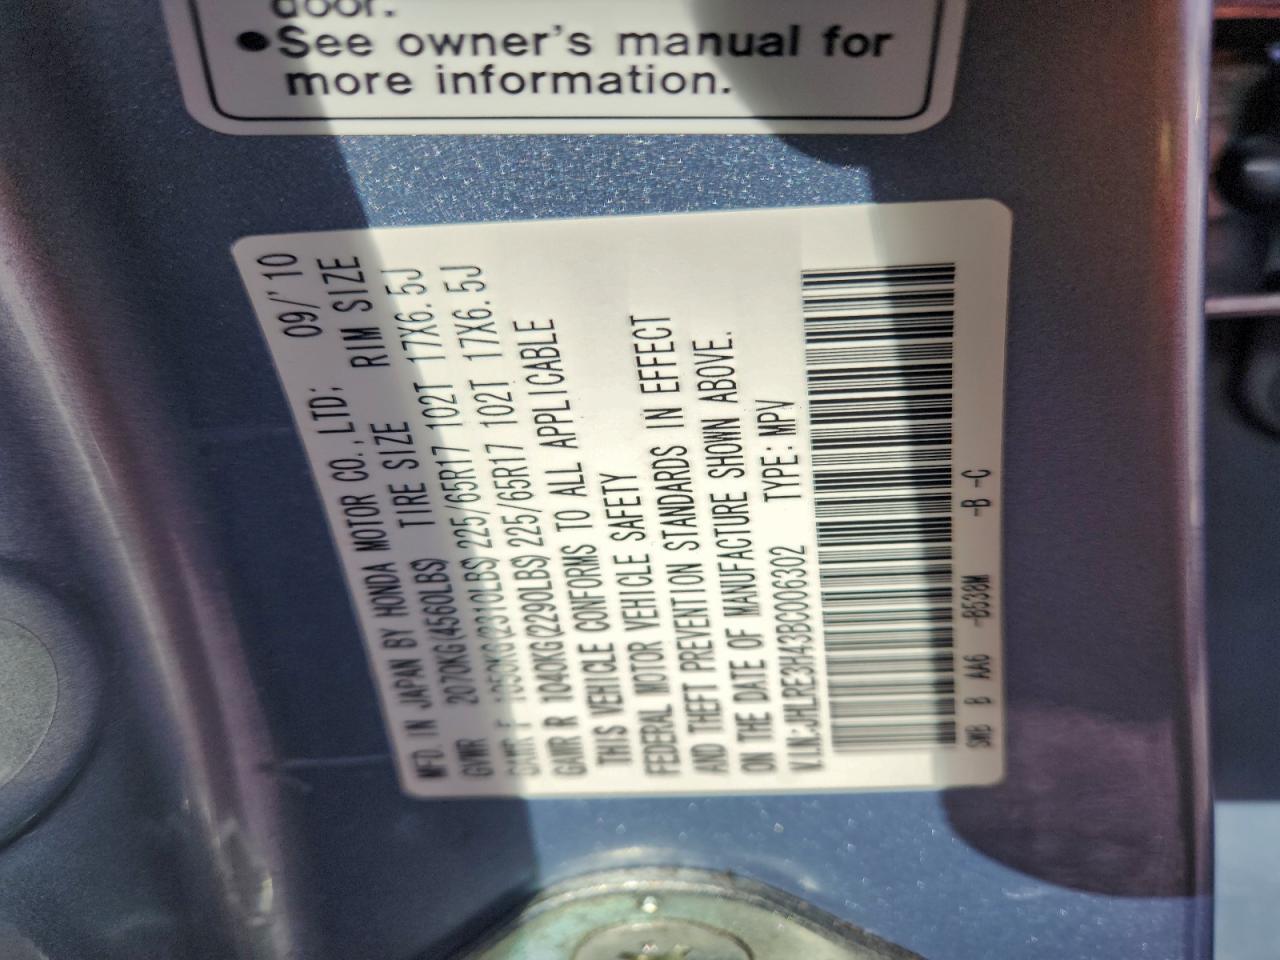 door.
●See owner's manual for
more information.
MFD. IN JAPAN BY HONDA MOTOR CO., LTD; 09/'10
GVWR 2070KG(4560LBS) TIRE SIZE RIM SIZE
GAWR F 1050KG(2310LBS)225/65R17 102T 17X6.5J
GAWR R 1040KG(2290LBS)225/65R17 102T 17X6.5J
THIS VEHICLE CONFORMS TO ALL APPLICABLE
FEDERAL MOTOR VEHICLE SAFETY
AND THEFT PREVENTION STANDARDS IN EFFECT
ON THE DATE OF MANUFACTURE SHOWN ABOVE.
V.I.N:JHLRE3H43BC006302 TYPE: MPV
SWB B AA6 -B538M -B -C